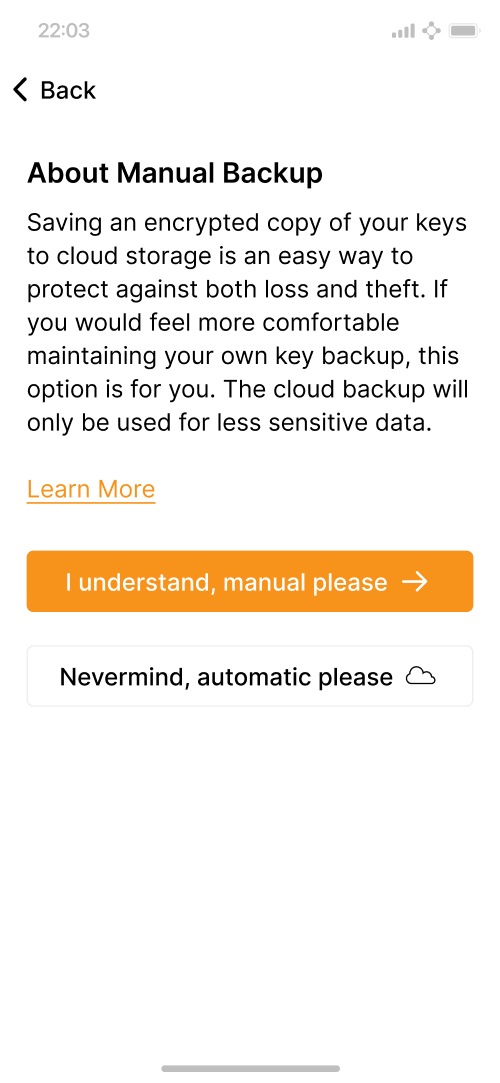 22:03
Back
About Manual Backup
Saving an encrypted copy of your keys
to cloud storage is an easy way to
protect against both loss and theft. If
you would feel more comfortable
maintaining your own key backup, this
option is for you. The cloud backup will
only be used for less sensitive data.
Learn More
I understand, manual please
Nevermind, automatic please